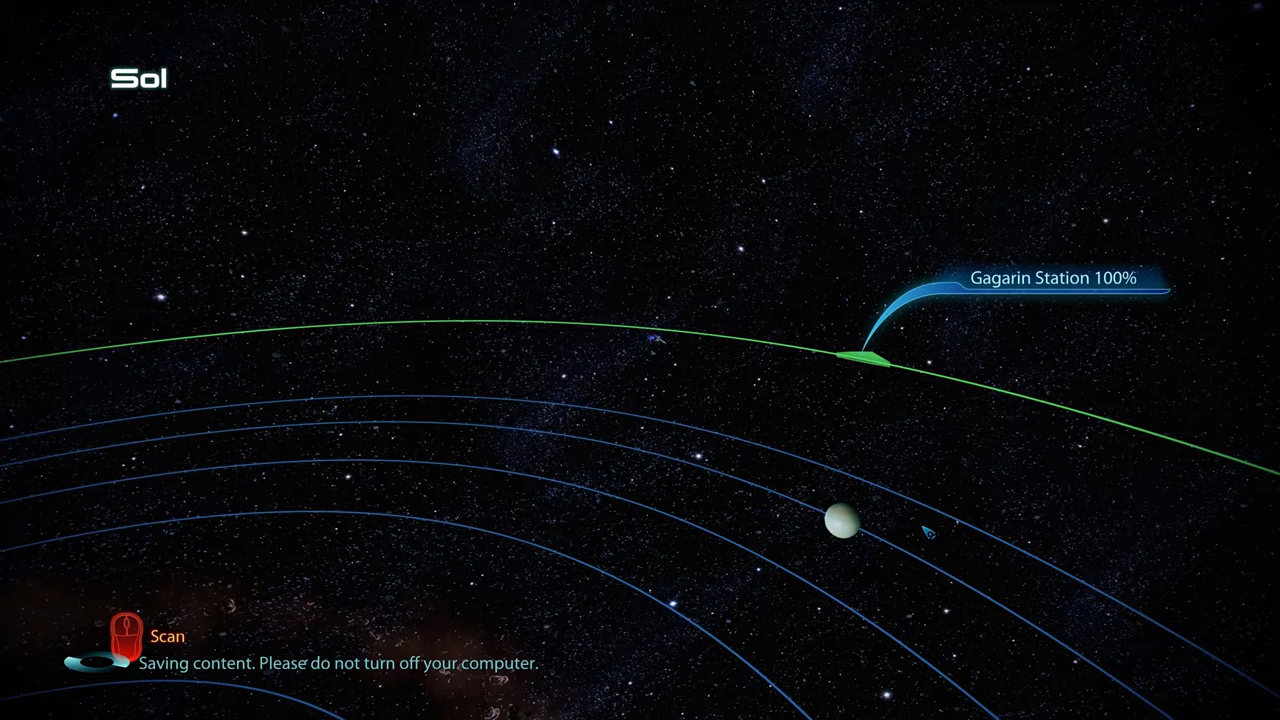 Sol
Gagarin Station 100%
Scan
Saving content. Please do not turn off your computer.